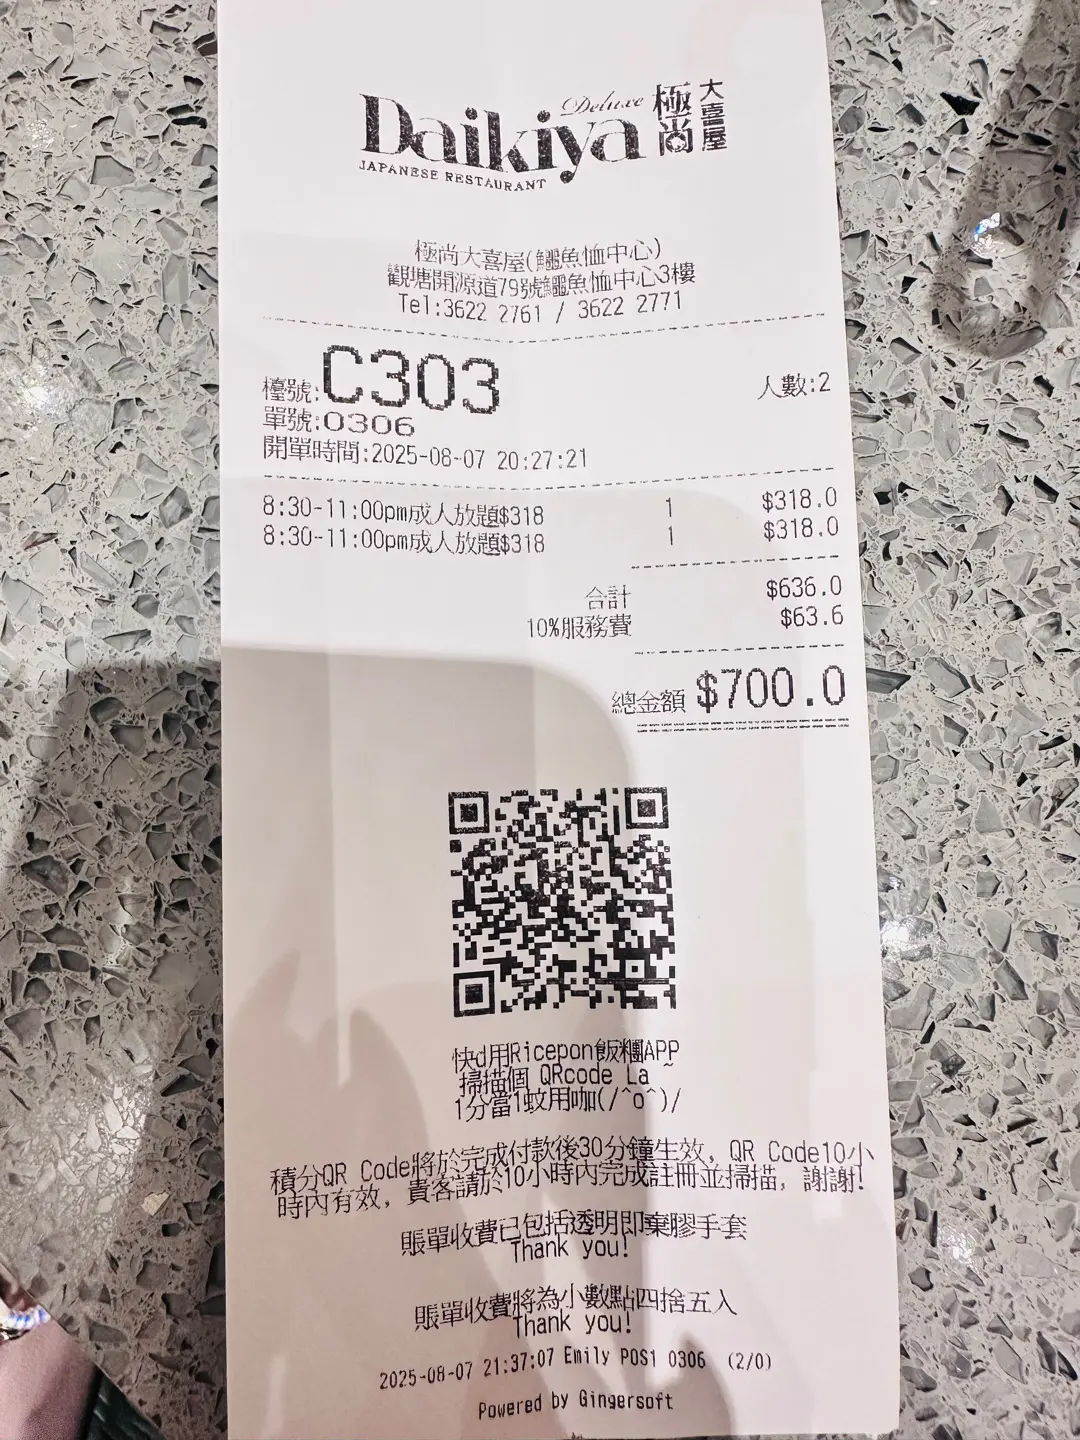 Daikiya Deluxe 極尚 大喜屋
JAPANESE RESTAURANT
極尚大喜屋(鱷魚恤中心)
觀塘開源道79號鱷魚恤中心3樓
Tel:3622 2761 / 3622 2771
檯號:C303 人數:2
單號:0306
開單時間:2025-08-07 20:27:21
8:30-11:00pm成人放題$318 1 $318.0
8:30-11:00pm成人放題$318 1 $318.0
合計 $636.0
10%服務費 $63.6
總金額 $700.0
快d用Ricepon飯糰APP
掃描個 QRcode La ~
1分當1蚊用咖(/^o^)/
積分QR Code將於完成付款後30分鐘生效, QR Code10小
時內有效, 貴客請於10小時內完成註冊並掃描, 謝謝!
賬單收費已包括透明即棄膠手套
Thank you!
賬單收費將為小數點四捨五入
Thank you!
2025-08-07 21:37:07 Emily POS1 0306 (2/0)
Powered by Gingersoft